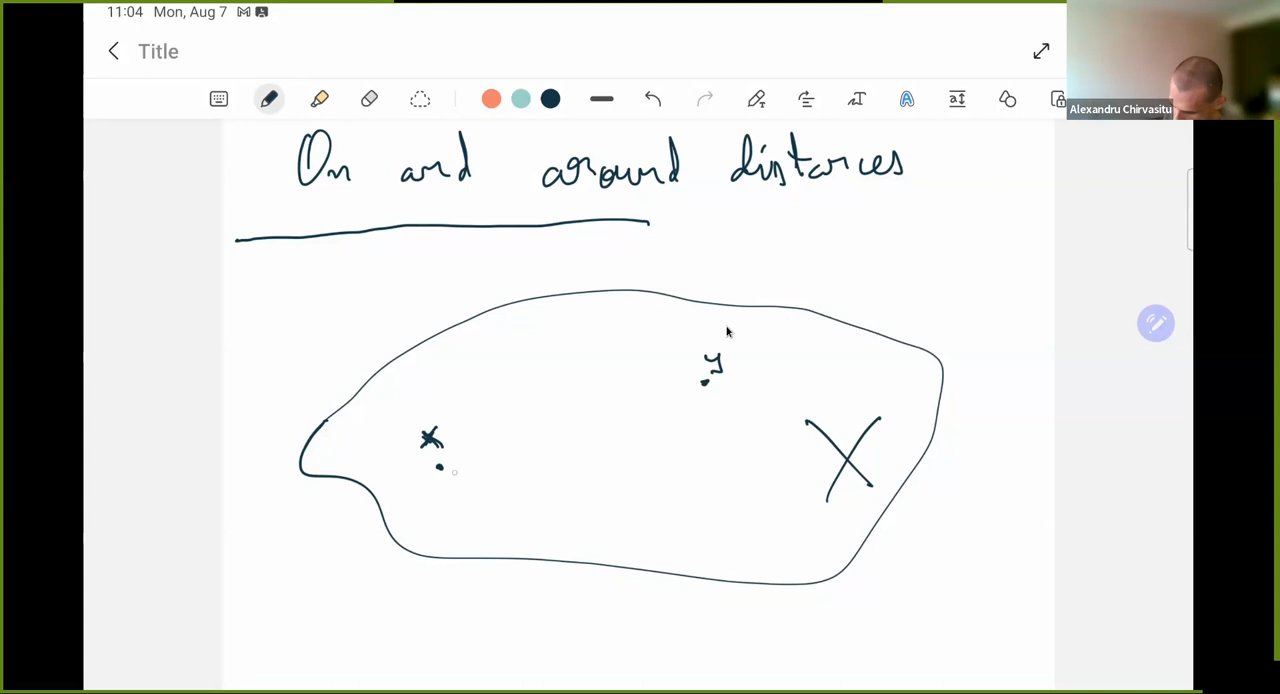 11:04 Mon, Aug 7
Title
Alexandru Chirvasitu
On and around distances
y
x
X